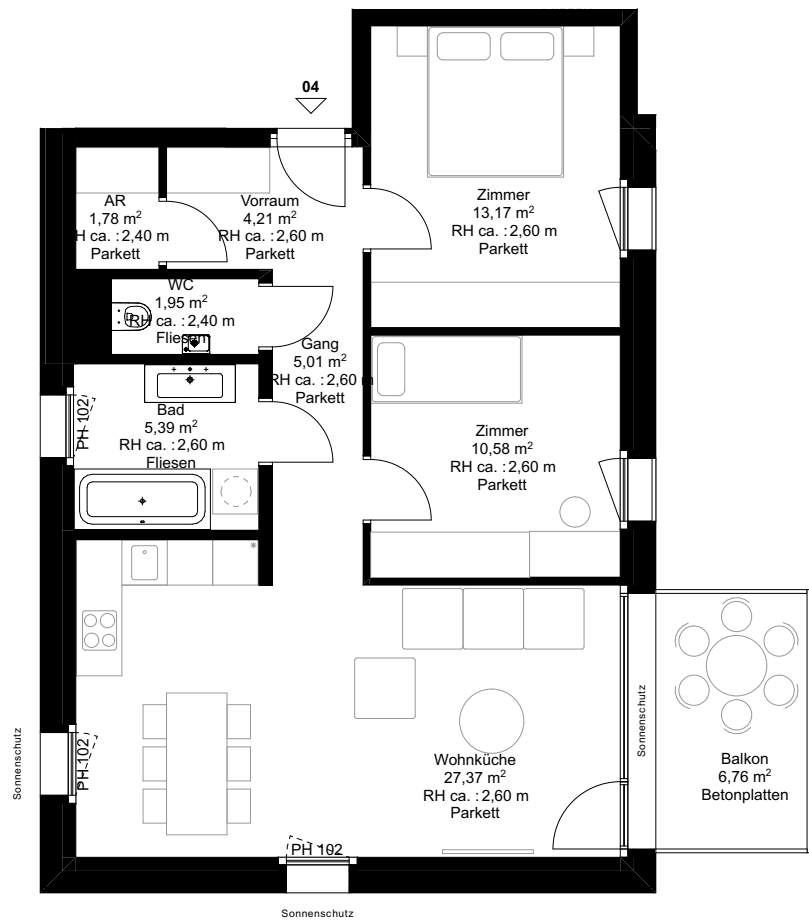 04
AR
1,78 m²
H ca. : 2,40 m
Parkett
Vorraum
4,21 m²
RH ca. : 2,60 m
Parkett
Zimmer
13,17 m²
RH ca. : 2,60 m
Parkett
WC
1,95 m²
RH ca. : 2,40 m
Fliesen
Gang
5,01 m²
RH ca. : 2,60 m
Parkett
Bad
5,39 m²
RH ca. : 2,60 m
Fliesen
PH 102
Zimmer
10,58 m²
RH ca. : 2,60 m
Parkett
*
Sonnenschutz
PH 102
Wohnküche
27,37 m²
RH ca. : 2,60 m
Parkett
Sonnenschutz
Balkon
6,76 m²
Betonplatten
PH 102
Sonnenschutz